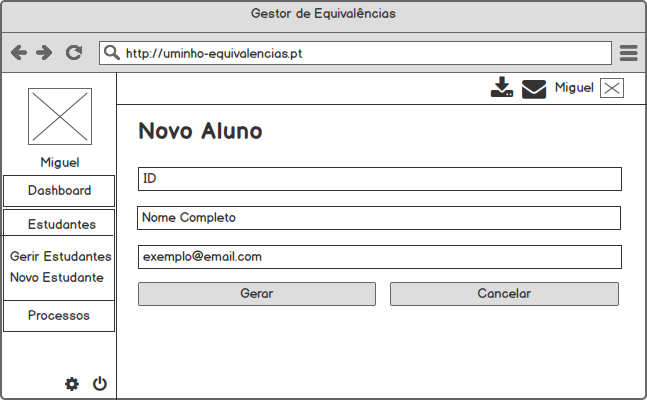 Gestor de Equivalências
http://uminho-equivalencias.pt
Miguel
Miguel
Dashboard
Estudantes
Gerir Estudantes
Novo Estudante
Processos
Novo Aluno
ID
Nome Completo
exemplo@email.com
Gerar
Cancelar